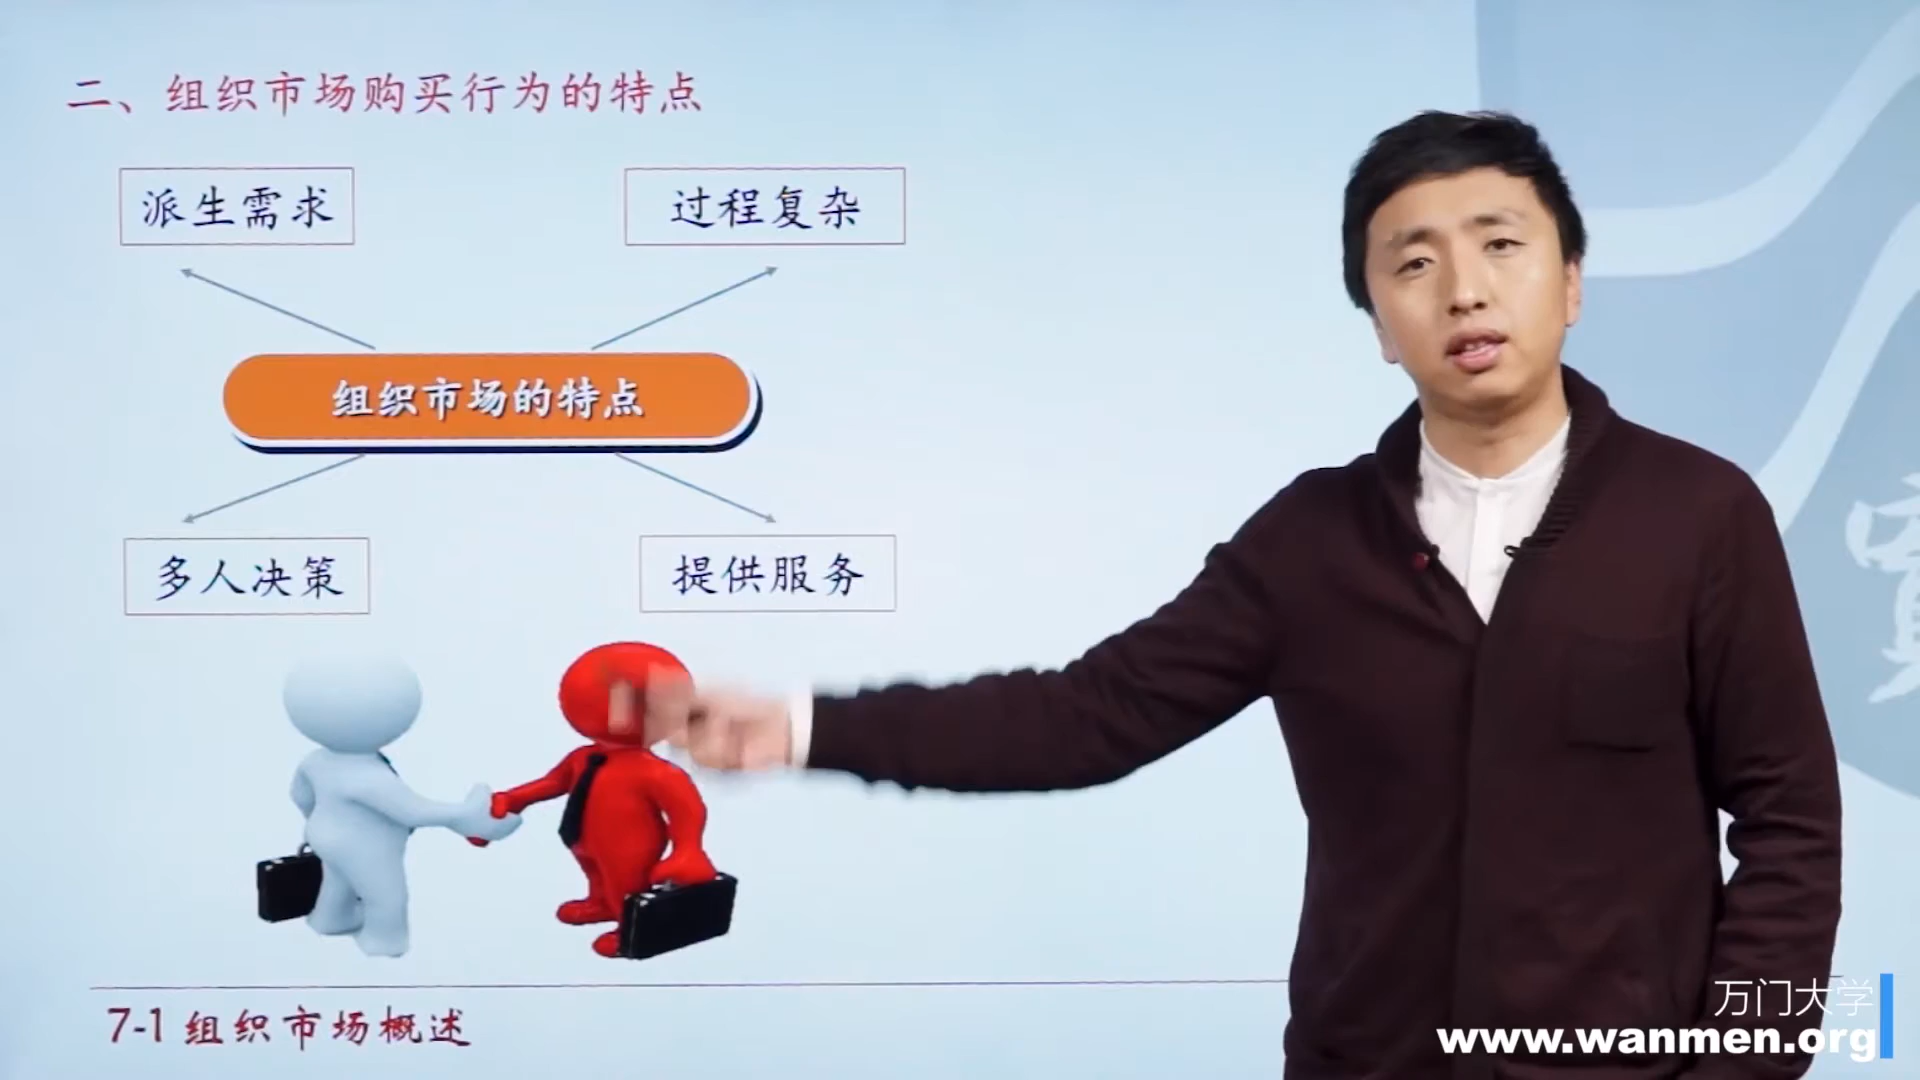 二、组织市场购买行为的特点
派生需求
过程复杂
组织市场的特点
多人决策
提供服务
7-1 组织市场概述
万门大学
www.wanmen.org